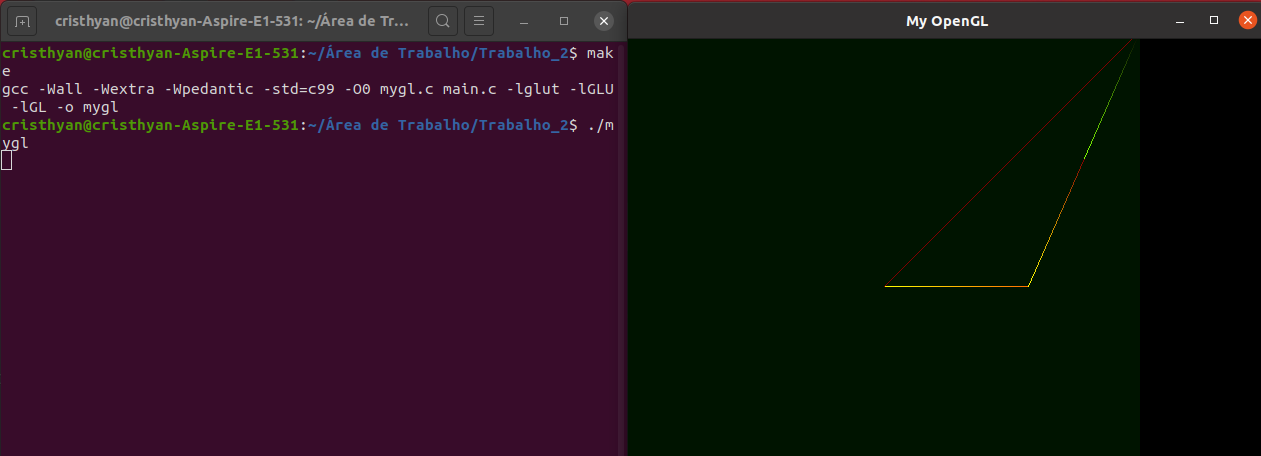 cristhyan@cristhyan-Aspire-E1-531: ~/Área de Tr...
My OpenGL
cristhyan@cristhyan-Aspire-E1-531:~/Área de Trabalho/Trabalho_2$ mak
e
gcc -Wall -Wextra -Wpedantic -std=c99 -O0 mygl.c main.c -lglut -lGLU
 -lGL -o mygl
cristhyan@cristhyan-Aspire-E1-531:~/Área de Trabalho/Trabalho_2$ ./m
ygl